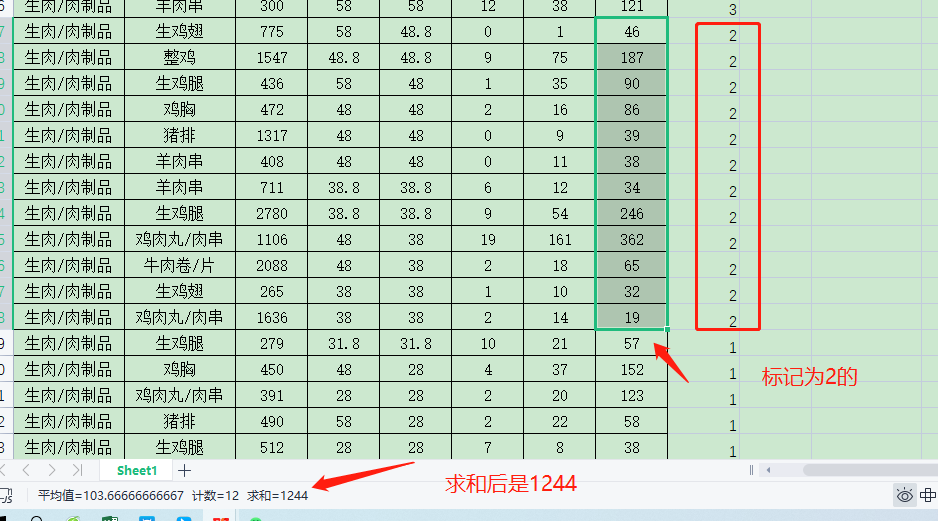 生肉/肉制品 羊肉串 300 58 58 12 38 121 3
生肉/肉制品 生鸡翅 775 58 48.8 0 1 46 2
生肉/肉制品 整鸡 1547 48.8 48.8 9 75 187 2
生肉/肉制品 生鸡腿 436 58 48 1 35 90 2
生肉/肉制品 鸡胸 472 48 48 2 16 86 2
生肉/肉制品 猪排 1317 48 48 0 9 39 2
生肉/肉制品 羊肉串 408 48 48 0 11 38 2
生肉/肉制品 羊肉串 711 38.8 38.8 6 12 34 2
生肉/肉制品 生鸡腿 2780 38.8 38.8 9 54 246 2
生肉/肉制品 鸡肉丸/肉串 1106 48 38 19 161 362 2
生肉/肉制品 牛肉卷/片 2088 48 38 2 18 65 2
生肉/肉制品 生鸡翅 265 38 38 1 10 32 2
生肉/肉制品 鸡肉丸/肉串 1636 38 38 2 14 19 2
生肉/肉制品 生鸡腿 279 31.8 31.8 10 21 57 1
生肉/肉制品 鸡胸 450 48 28 4 37 152 1
标记为2的
生肉/肉制品 鸡肉丸/肉串 391 28 28 2 20 123 1
生肉/肉制品 猪排 490 58 28 2 22 58 1
生肉/肉制品 生鸡腿 512 28 28 7 8 38 1
Sheet1
求和后是1244
平均值=103.66666666667 计数=12 求和=1244